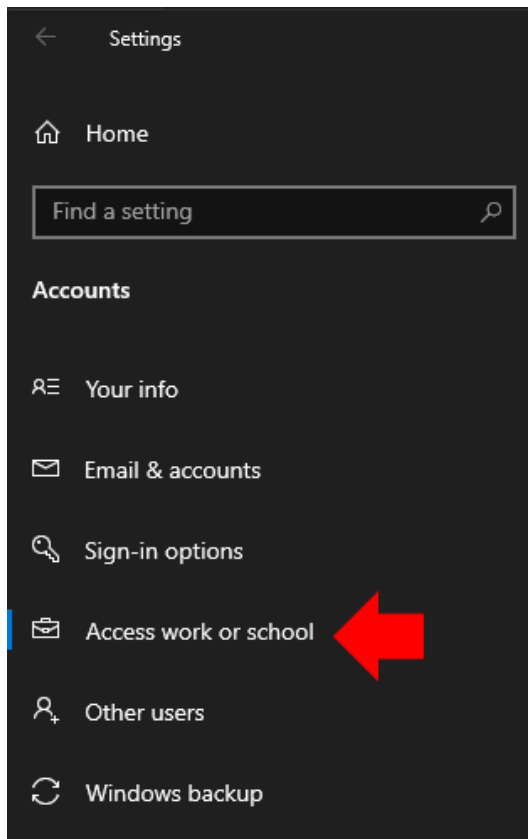 Settings
Home
Find a setting
Accounts
Your info
Email & accounts
Sign-in options
Access work or school
Other users
Windows backup